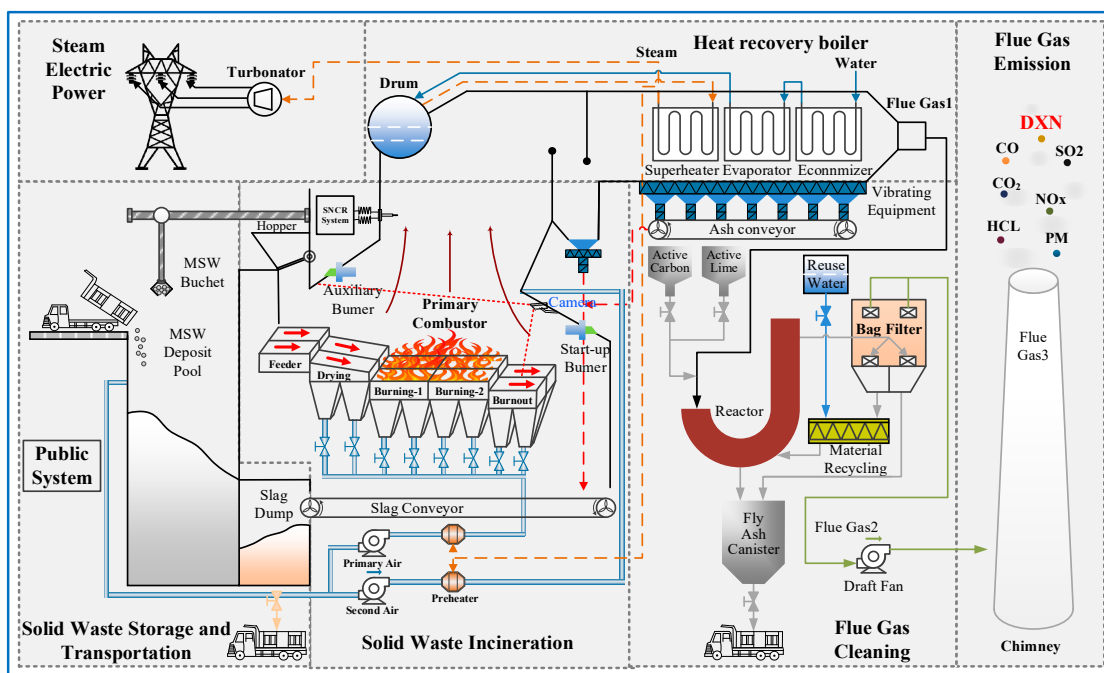 Steam
Electric
Power
Turbonator
Heat recovery boiler
Steam
Water
Drum
Flue Gas1
Superheater
Evaporator
Econnmizer
Vibrating
Equipment
Ash conveyor
Flue Gas
Emission
DXN
CO
SO2
CO₂
NOx
HCL
PM
Flue
Gas3
Chimney
SNCR
System
Hopper
MSW
Buchet
MSW
Deposit
Pool
Public
System
Slag
Dump
Solid Waste Storage and
Transportation
Auxiliary
Bumer
Primary
Combustor
Camera
Start-up
Bumer
Feeder
Drying
Burning-1
Burning-2
Burnout
Slag Conveyor
Primary Air
Second Air
Preheater
Solid Waste Incineration
Active
Carbon
Active
Lime
Reuse
Water
Bag Filter
Reactor
Material
Recycling
Fly
Ash
Canister
Flue Gas2
Draft Fan
Flue Gas
Cleaning